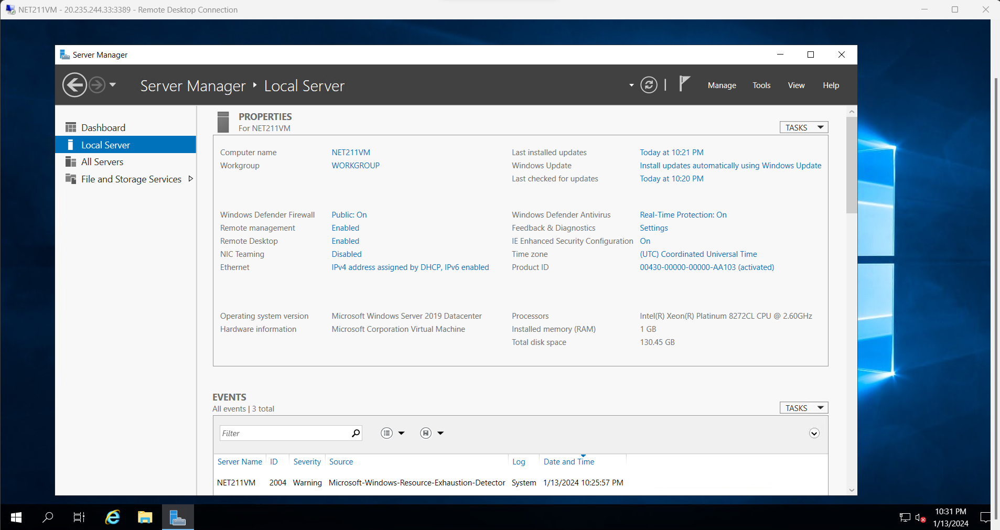 NET211VM - 20.235.244.33:3389 - Remote Desktop Connection
Server Manager
Server Manager Local Server
Manage Tools View Help
Dashboard
Local Server
All Servers
File and Storage Services
PROPERTIES
For NET211VM
TASKS
Computer name NET211VM Last installed updates Today at 10:21 PM
Workgroup WORKGROUP Windows Update Install updates automatically using Windows Update
Last checked for updates Today at 10:20 PM
Windows Defender Firewall Public: On Windows Defender Antivirus Real-Time Protection: On
Remote management Enabled Feedback & Diagnostics Settings
Remote Desktop Enabled IE Enhanced Security Configuration On
NIC Teaming Disabled Time zone (UTC) Coordinated Universal Time
Ethernet IPv4 address assigned by DHCP, IPv6 enabled Product ID 00430-00000-00000-AA103 (activated)
Operating system version Microsoft Windows Server 2019 Datacenter Processors Intel(R) Xeon(R) Platinum 8272CL CPU @ 2.60GHz
Hardware information Microsoft Corporation Virtual Machine Installed memory (RAM) 1 GB
Total disk space 130.45 GB
EVENTS
All events | 3 total
TASKS
Filter
Server Name ID Severity Source Log Date and Time
NET211VM 2004 Warning Microsoft-Windows-Resource-Exhaustion-Detector System 1/13/2024 10:25:57 PM
10:31 PM
1/13/2024